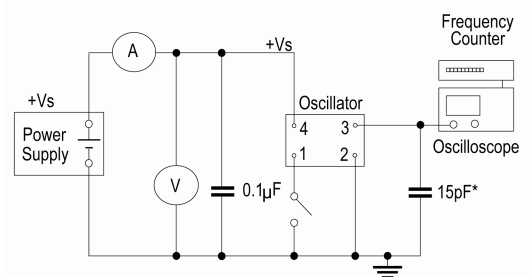 Frequency
Counter
A
+Vs
+Vs
Oscillator
Power
Supply
4
3
1
2
Oscilloscope
V
0.1µF
15pF*